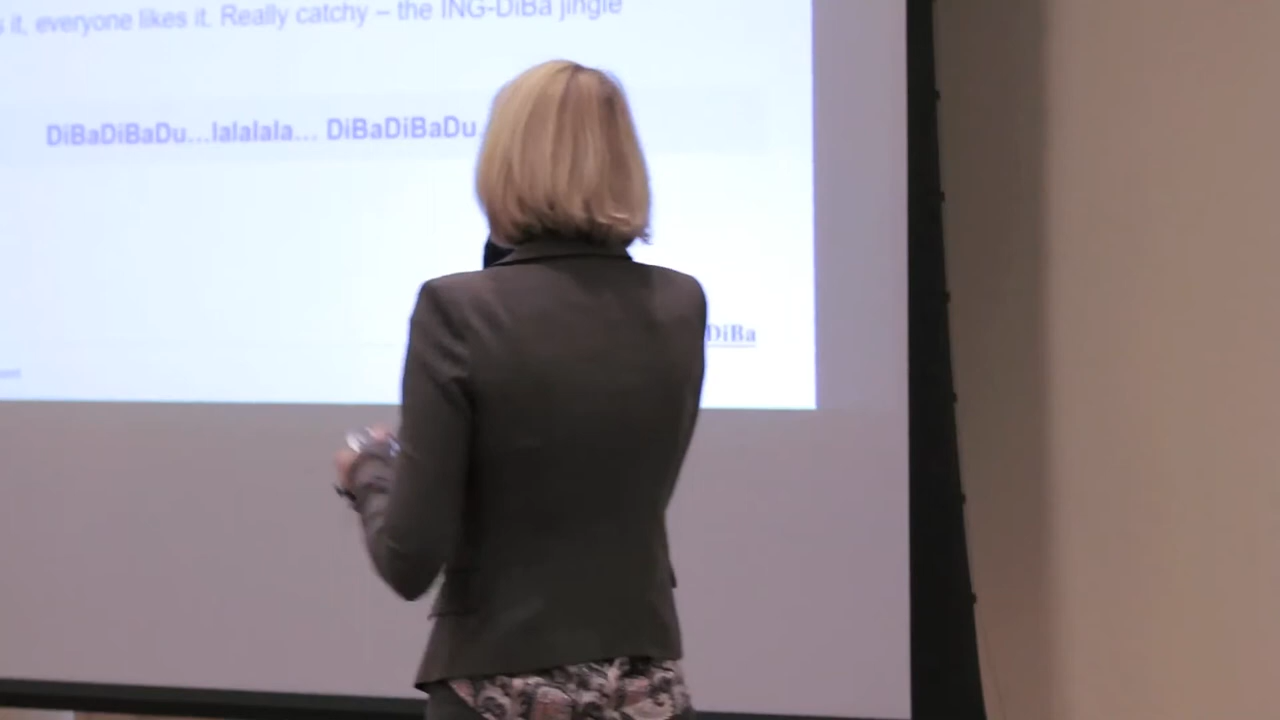 it, everyone likes it. Really catchy – the ING-DiBa jingle
DiBaDiBaDu...lalalala... DiBaDiBaDu
DiBa